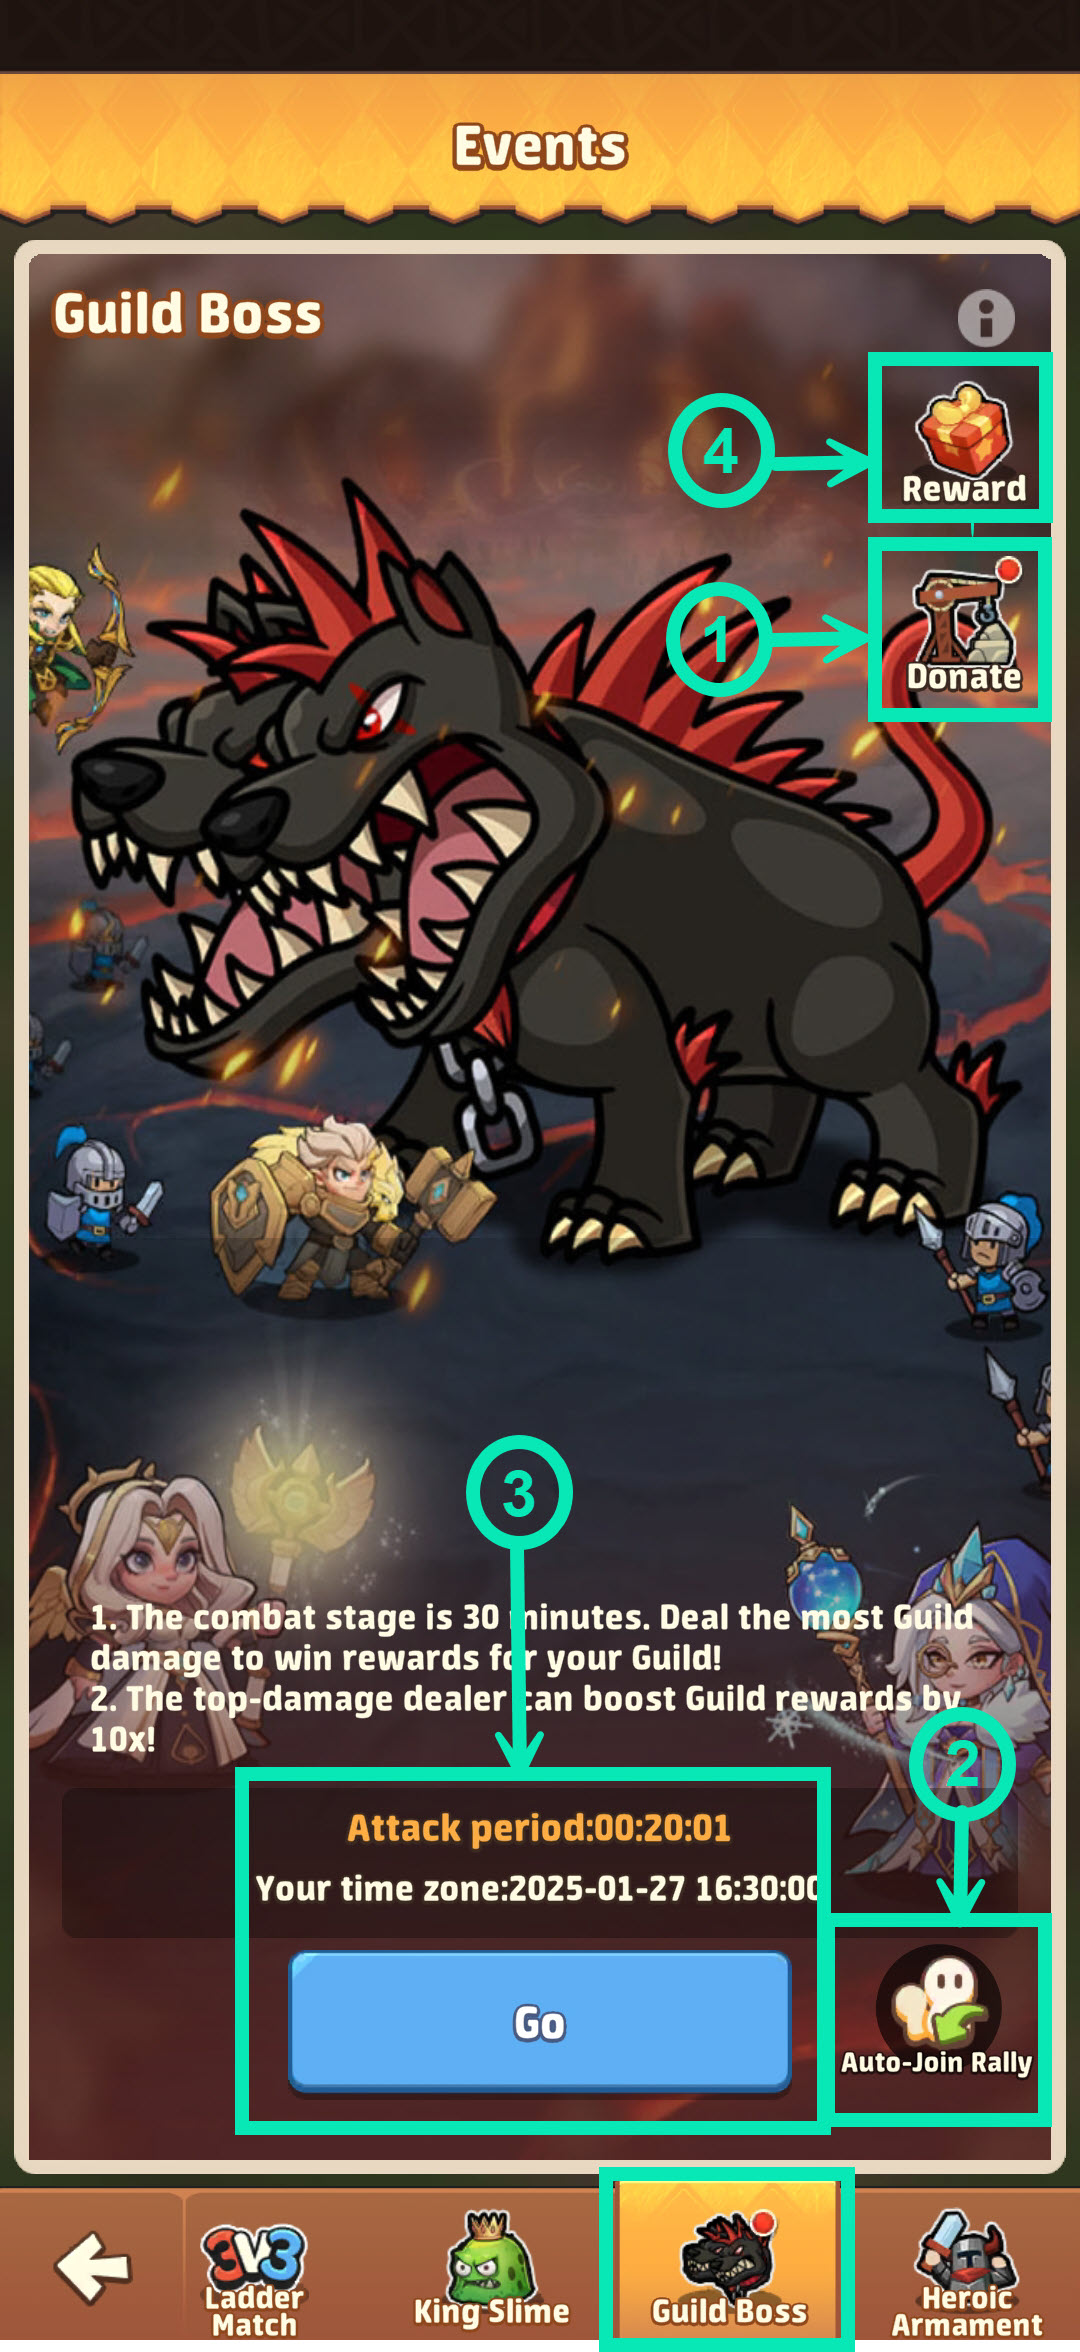 Events
Guild Boss
4
Reward
1
Donate
3
1. The combat stage is 30 minutes. Deal the most Guild
damage to win rewards for your Guild!
2. The top-damage dealer can boost Guild rewards by
10x!
2
Attack period:00:20:01
Your time zone:2025-01-27 16:30:00
Go
Auto-Join Rally
3V3
Ladder
Match
King Slime
Guild Boss
Heroic
Armament